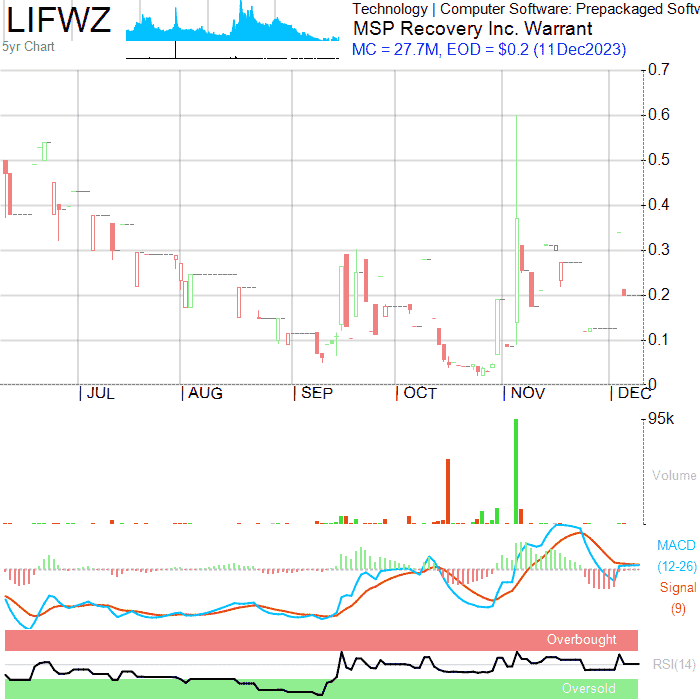 LIFWZ
5yr Chart
Technology | Computer Software: Prepackaged Softw
MSP Recovery Inc. Warrant
MC = 27.7M, EOD = $0.2 (11Dec2023)
0.7
0.6
0.5
0.4
0.3
0.2
0.1
0
JUL AUG SEP OCT NOV DEC
95k
Volume
MACD
(12-26)
Signal
(9)
Overbought
RSI(14)
Oversold